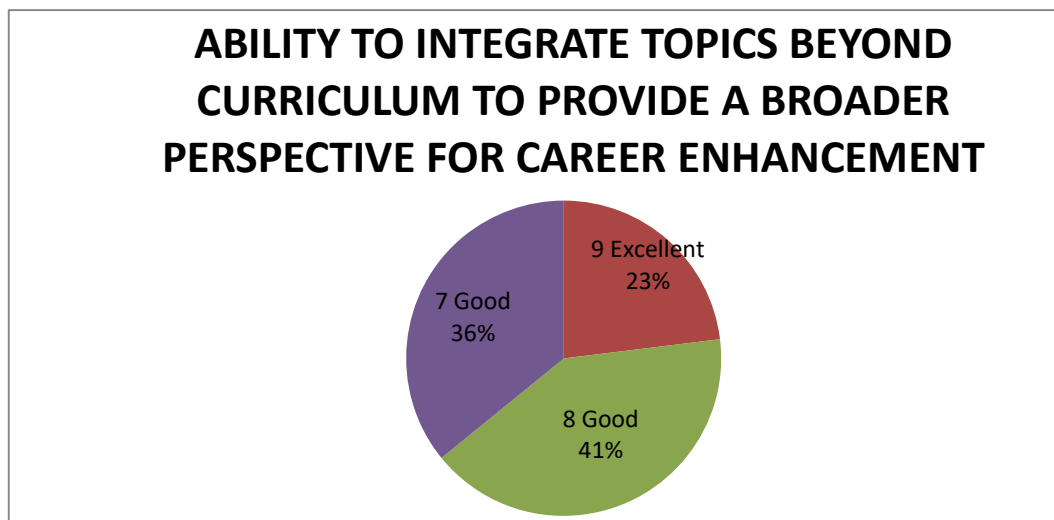 ABILITY TO INTEGRATE TOPICS BEYOND
CURRICULUM TO PROVIDE A BROADER
PERSPECTIVE FOR CAREER ENHANCEMENT
9 Excellent
23%
7 Good
36%
8 Good
41%